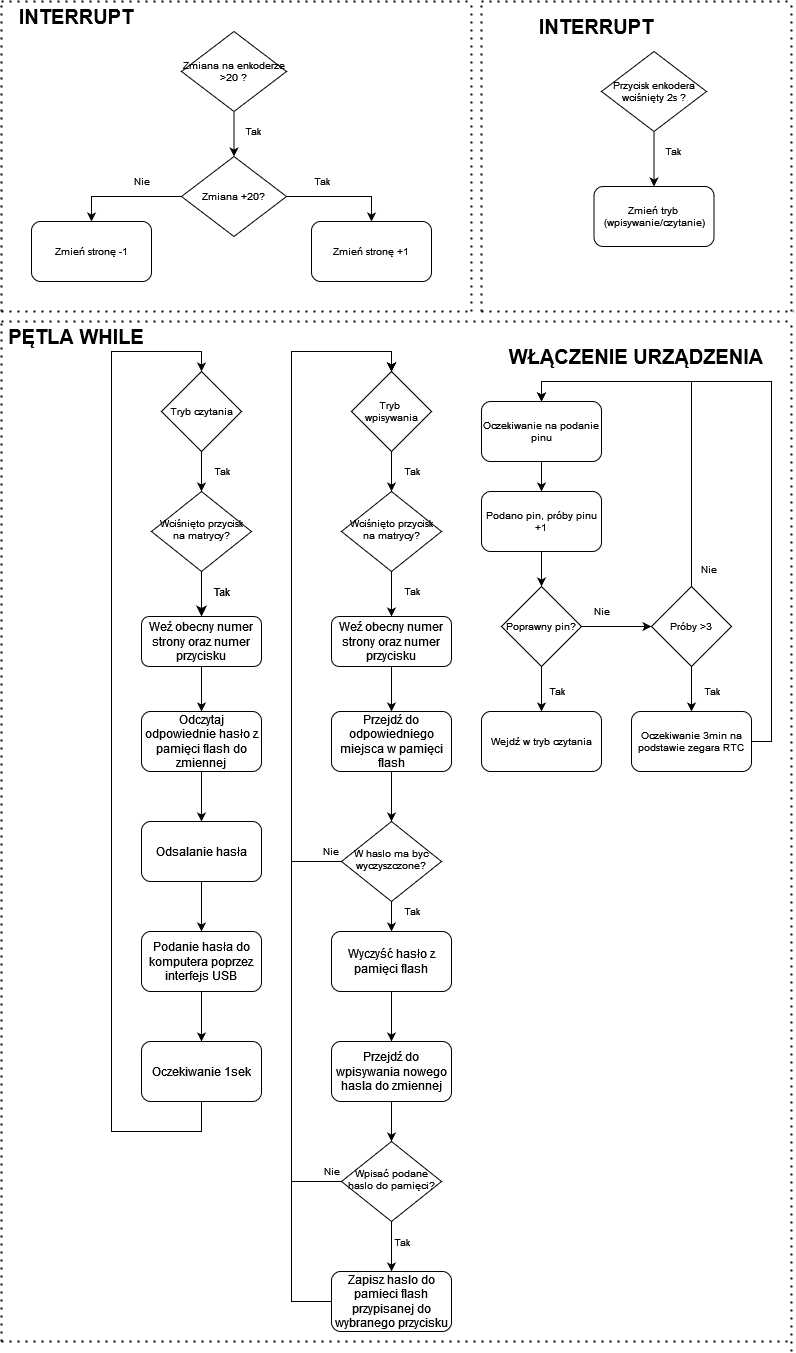 INTERRUPT
Zmiana na enkoderze
>20 ?
Tak
Zmiana +20?
Nie
Tak
Zmień stronę -1
Zmień stronę +1
INTERRUPT
Przycisk enkodera
wciśnięty 2s ?
Tak
Zmień tryb
(wpisywanie/czytanie)
PĘTLA WHILE
Tryb czytania
Tak
Wciśnięto przycisk
na matrycy?
Tak
Weź obecny numer
strony oraz numer
przycisku
Odczytaj
odpowiednie hasło z
pamięci flash do
zmiennej
Odsalanie hasła
Podanie hasła do
komputera poprzez
interfejs USB
Oczekiwanie 1sek
Tryb
wpisywania
Tak
Wciśnięto przycisk
na matrycy?
Tak
Weź obecny numer
strony oraz numer
przycisku
Przejdź do
odpowiedniego
miejsca w pamięci
flash
W haslo ma byc
wyczyszczone?
Nie
Tak
Wyczyść hasło z
pamięci flash
Przejdź do
wpisywania nowego
hasla do zmiennej
Wpisać podane
haslo do pamięci?
Nie
Tak
Zapisz haslo do
pamieci flash
przypisanej do
wybranego przycisku
WŁĄCZENIE URZĄDZENIA
Oczekiwanie na podanie
pinu
Podano pin, próby pinu
+1
Poprawny pin?
Nie
Próby >3
Nie
Tak
Tak
Wejdź w tryb czytania
Oczekiwanie 3min na
podstawie zegara RTC